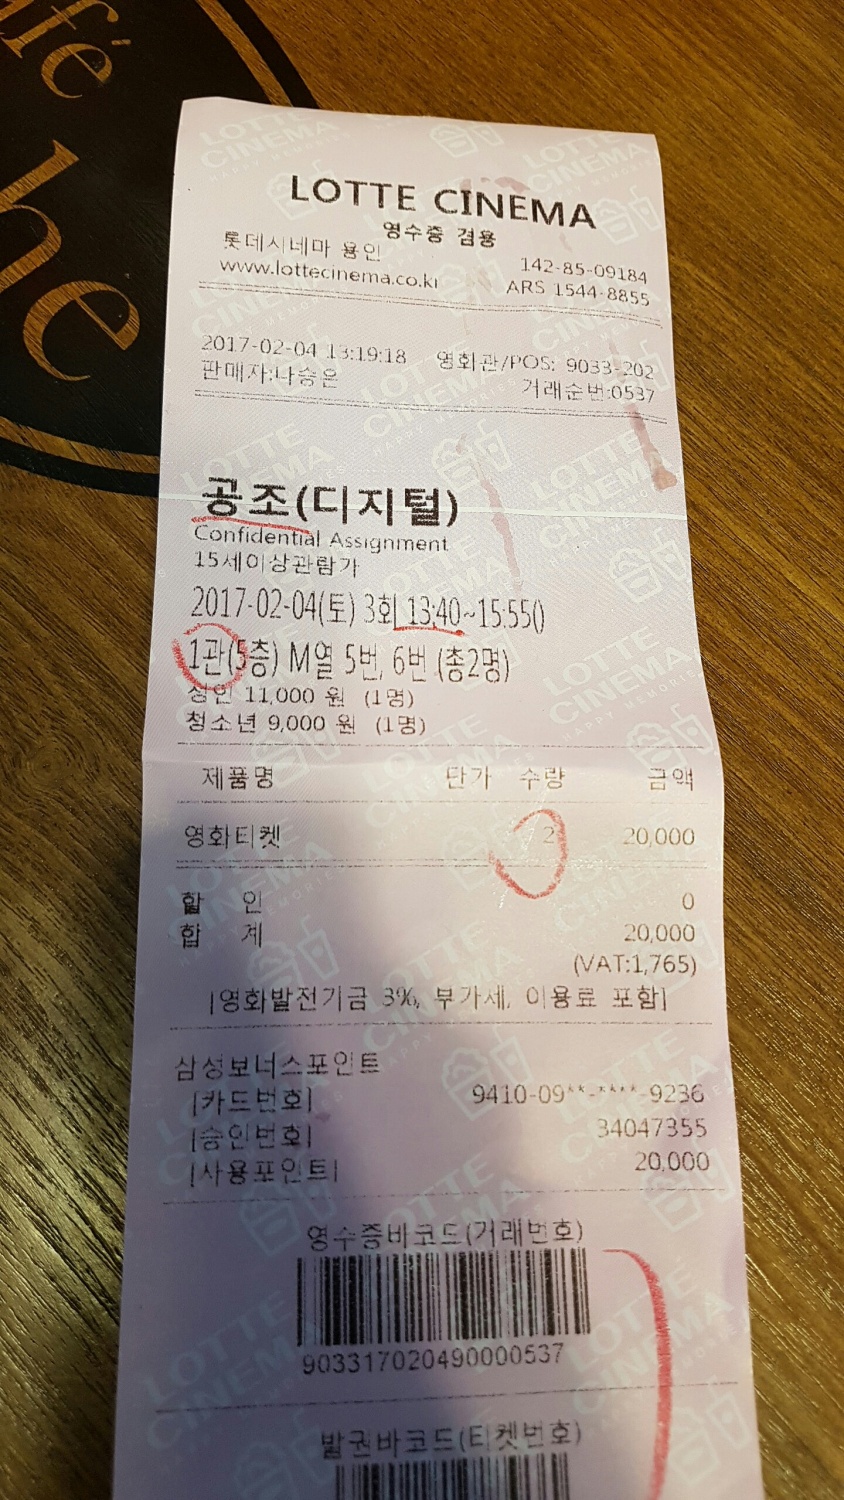 afé
he
LOTTE CINEMA
영수증 겸용
롯데시네마 용인 142-85-09184
www.lottecinema.co.kr ARS 1544-8855
2017-02-04 13:19:18 영화관/POS: 9033-202
판매자:나승은 거래순번:0537
공조(디지털)
Confidential Assignment
15세이상관람가
2017-02-04(토) 3회 13:40~15:55()
1관(5층) M열 5번, 6번 (총2명)
성인 11,000 원 (1명)
청소년 9,000 원 (1명)
제품명 단가 수량 금액
영화티켓 2 20,000
할 인 0
합 계 20,000
(VAT:1,765)
[영화발전기금 3%, 부가세, 이용료 포함]
삼성보너스포인트
[카드번호] 9410-09**-****-9236
[승인번호] 34047355
[사용포인트] 20,000
영수증바코드(거래번호)
903317020490000537
발권바코드(티켓번호)